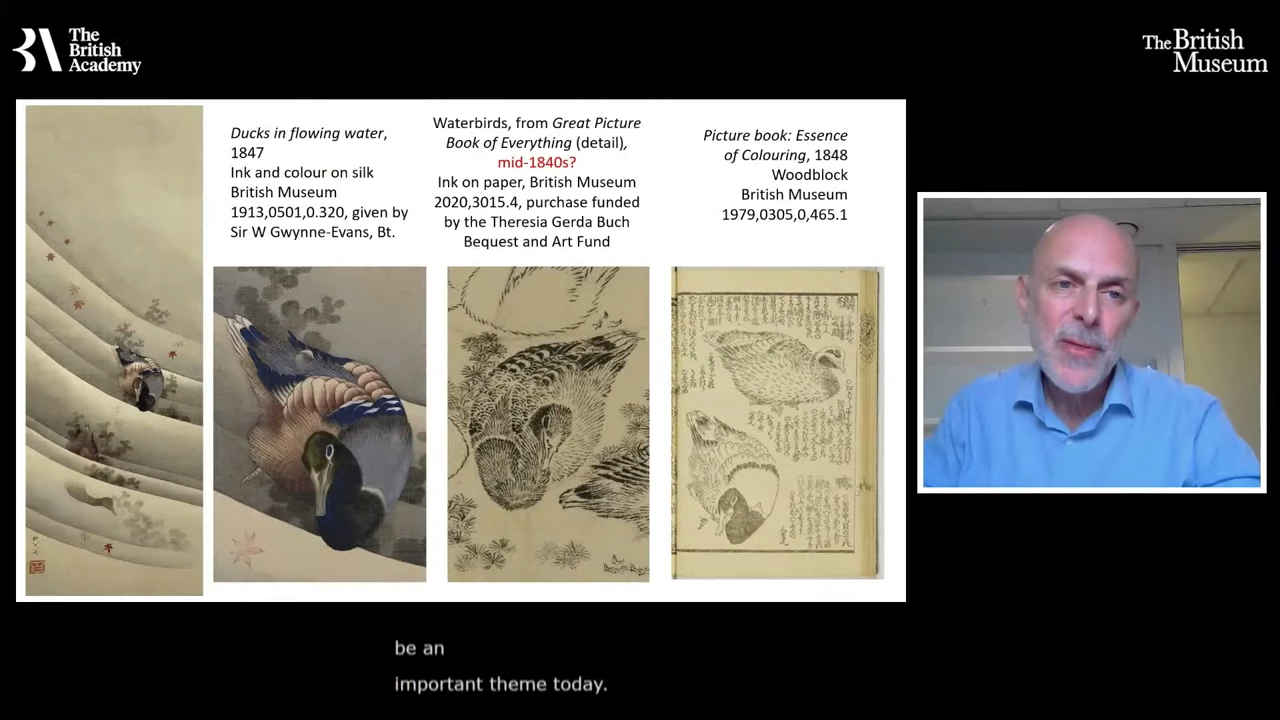 The
British
Academy
The British
Museum
Ducks in flowing water,
1847
Ink and colour on silk
British Museum
1913,0501,0.320, given by
Sir W Gwynne-Evans, Bt.
Waterbirds, from Great Picture
Book of Everything (detail),
mid-1840s?
Ink on paper, British Museum
2020,3015.4, purchase funded
by the Theresia Gerda Buch
Bequest and Art Fund
Picture book: Essence
of Colouring, 1848
Woodblock
British Museum
1979,0305,0,465.1
be an
important theme today.